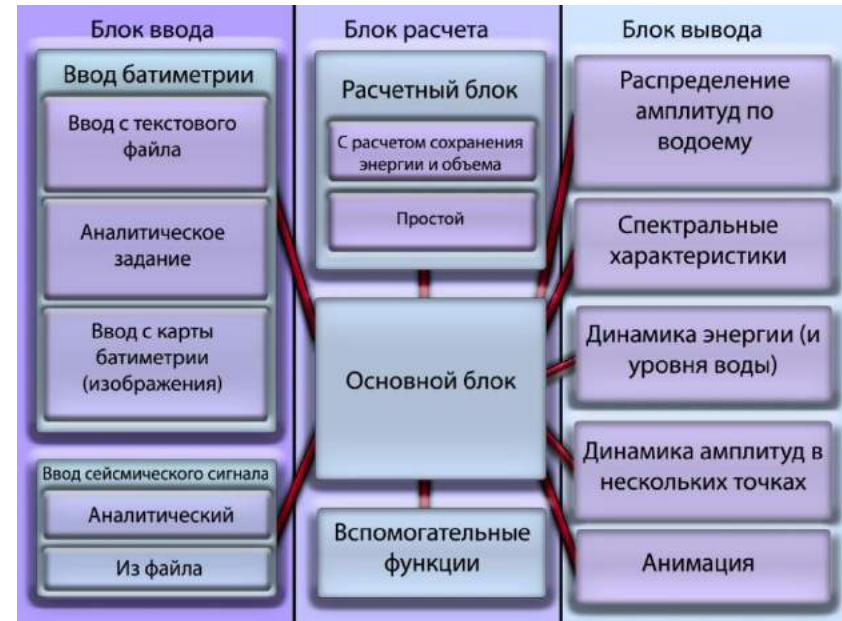 Блок ввода
Ввод батиметрии
Ввод с текстового
файла
Аналитическое
задание
Ввод с карты
батиметрии
(изображения)
Ввод сейсмического сигнала
Аналитический
Из файла
Блок расчета
Расчетный блок
С расчетом сохранения
энергии и объема
Простой
Основной блок
Вспомогательные
функции
Блок вывода
Распределение
амплитуд по
водоему
Спектральные
характеристики
Динамика энергии (и
уровня воды)
Динамика амплитуд в
нескольких точках
Анимация